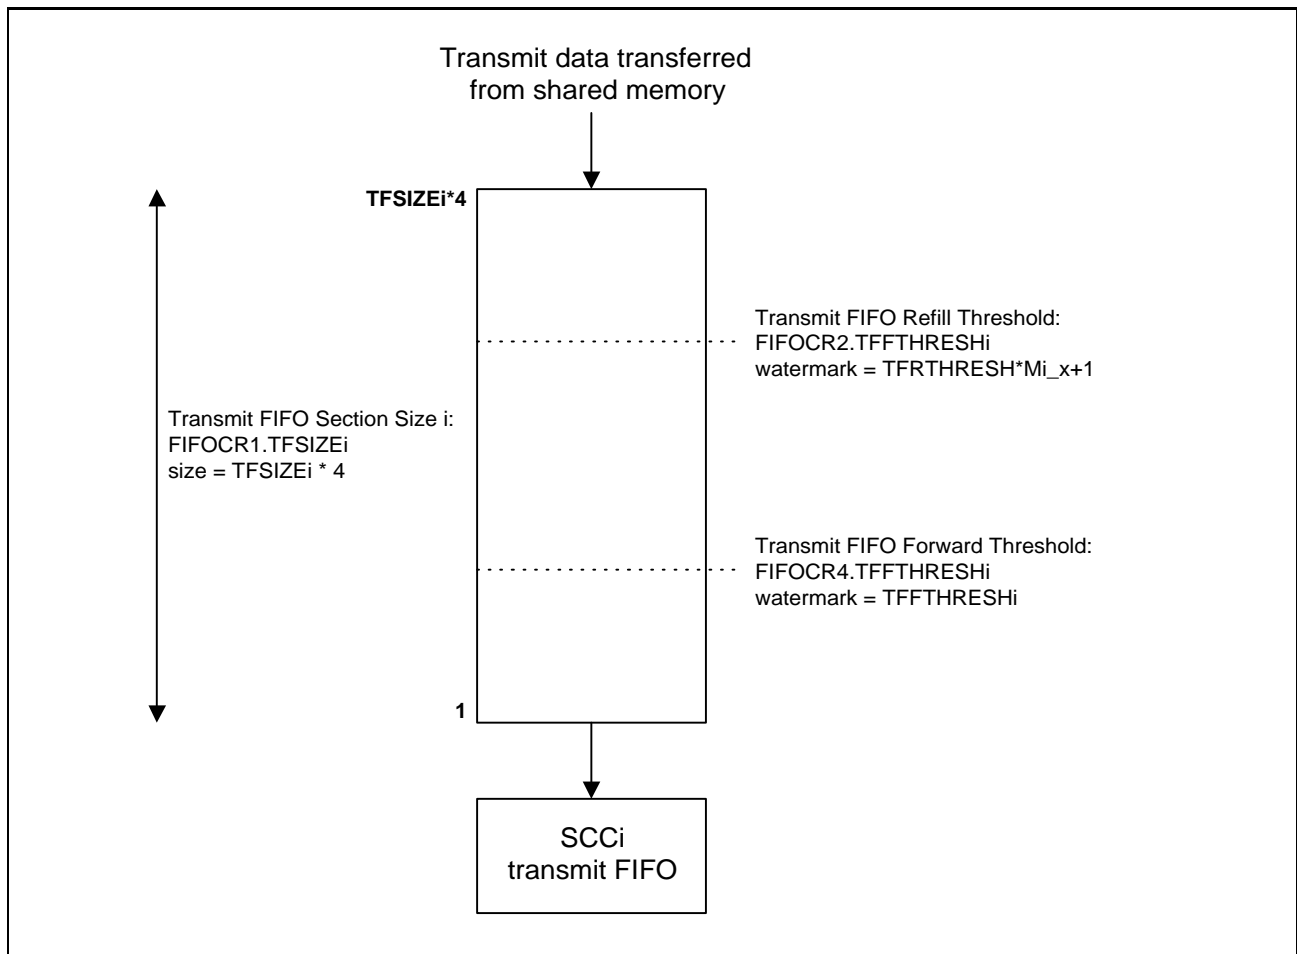 Transmit data transferred
from shared memory
TFSIZEi*4
Transmit FIFO Refill Threshold:
FIFOCR2.TFFTHRESHi
watermark = TFRTHRESH*Mi_x+1
Transmit FIFO Section Size i:
FIFOCR1.TFSIZEi
size = TFSIZEi * 4
Transmit FIFO Forward Threshold:
FIFOCR4.TFFTHRESHi
watermark = TFFTHRESHi
1
SCCi
transmit FIFO